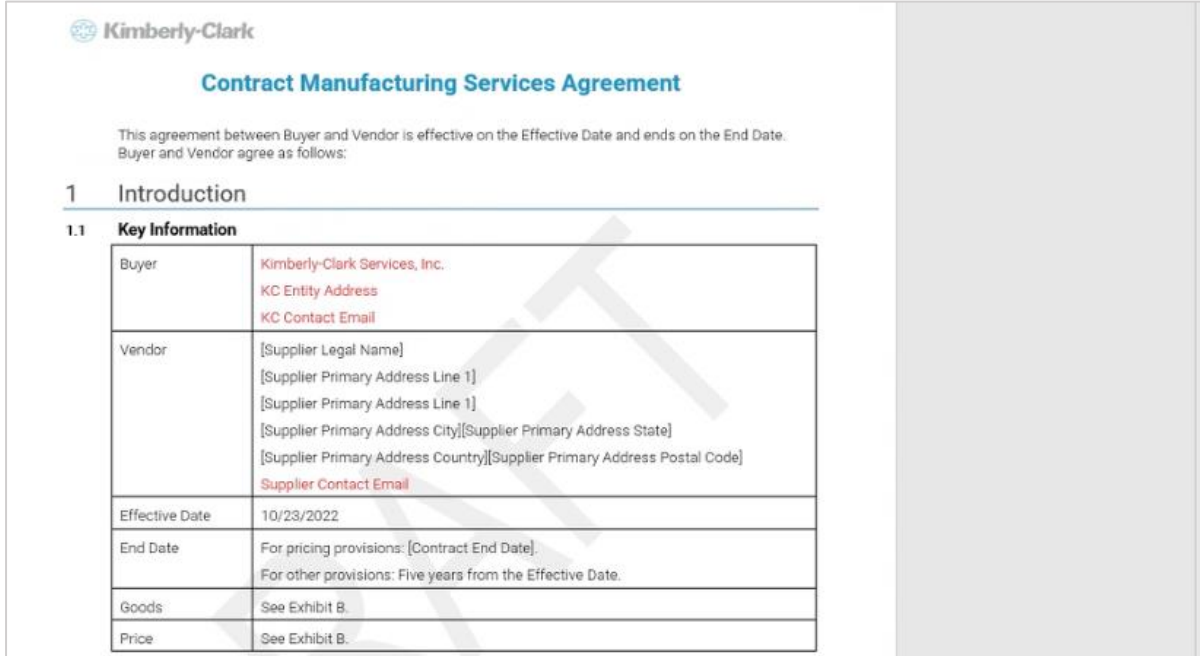 Kimberly-Clark
Contract Manufacturing Services Agreement
This agreement between Buyer and Vendor is effective on the Effective Date and ends on the End Date.
Buyer and Vendor agree as follows:
1 Introduction
1.1 Key Information
Buyer Kimberly-Clark Services, Inc.
KC Entity Address
KC Contact Email
Vendor [Supplier Legal Name]
[Supplier Primary Address Line 1]
[Supplier Primary Address Line 1]
[Supplier Primary Address City][Supplier Primary Address State]
[Supplier Primary Address Country][Supplier Primary Address Postal Code]
Supplier Contact Email
Effective Date 10/23/2022
End Date For pricing provisions: [Contract End Date].
For other provisions: Five years from the Effective Date.
Goods See Exhibit B.
Price See Exhibit B.
RAFT